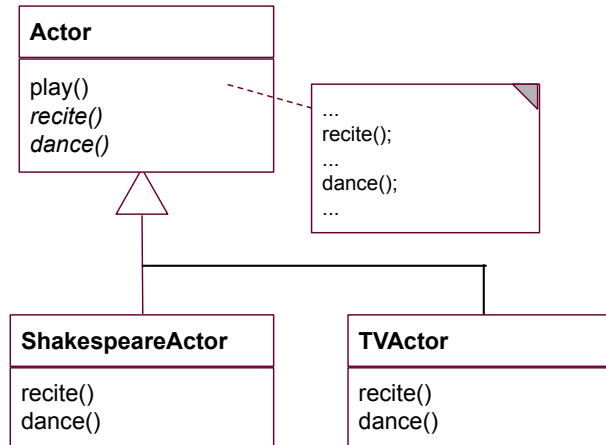 Actor
play()
recite()
dance()
...
recite();
...
dance();
...
ShakespeareActor
recite()
dance()
TVActor
recite()
dance()